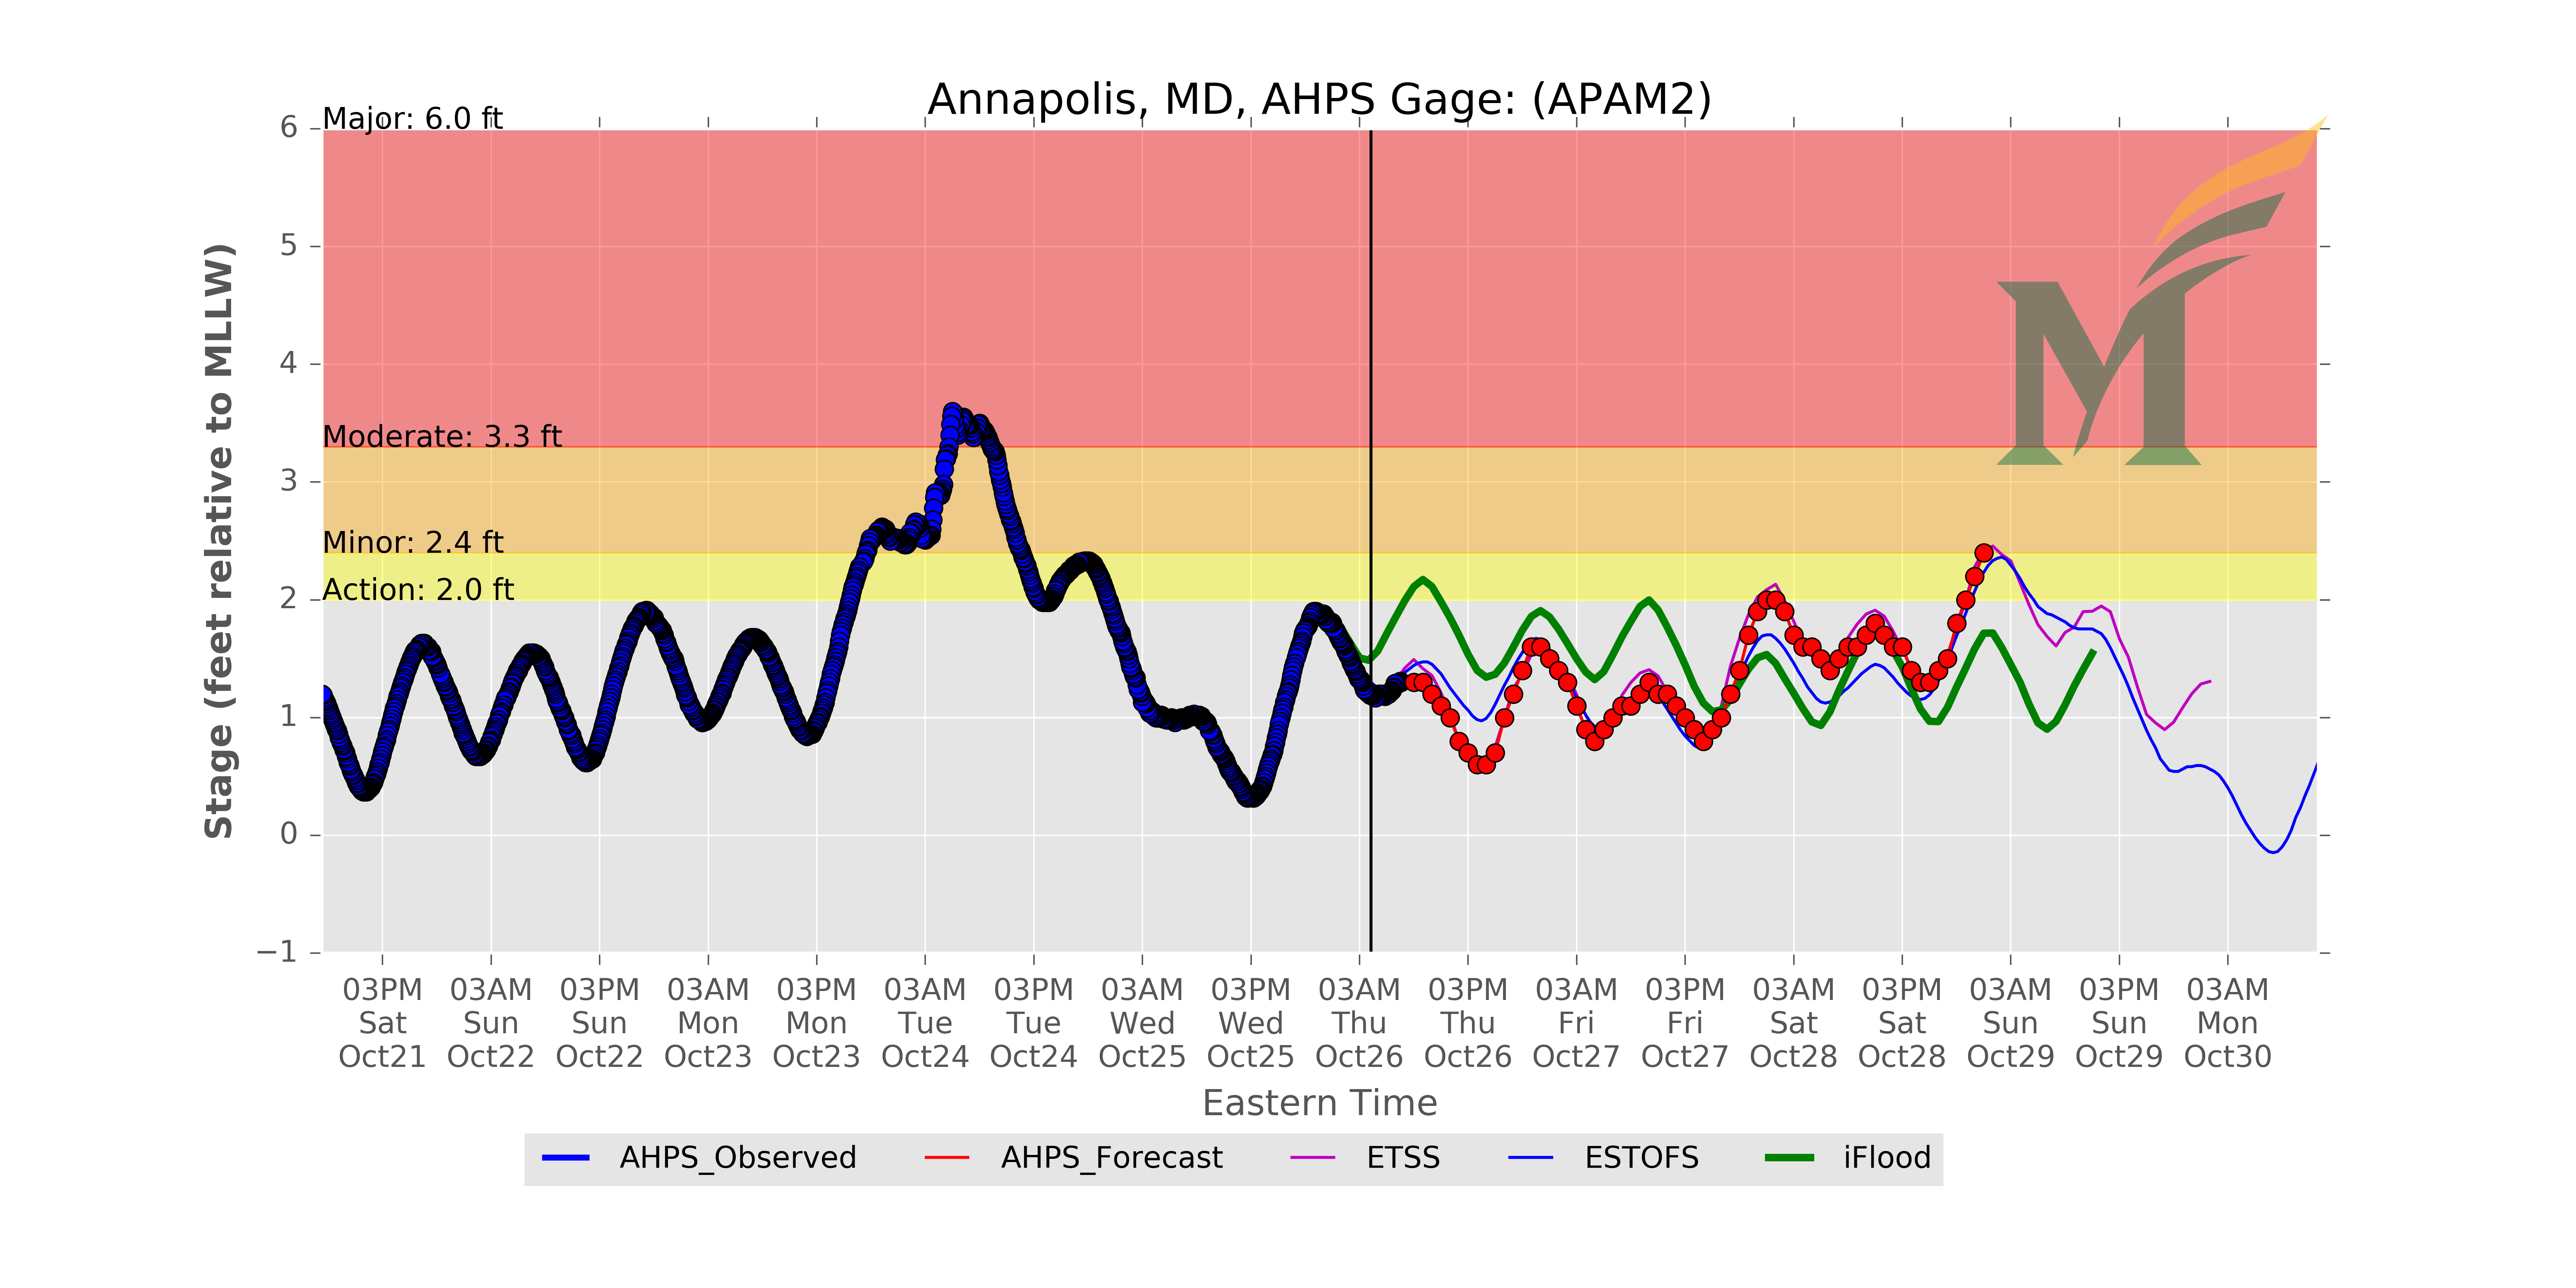 Annapolis, MD, AHPS Gage: (APAM2)
Major: 6.0 ft
Moderate: 3.3 ft
Minor: 2.4 ft
Action: 2.0 ft
Stage (feet relative to MLLW)
6
5
4
3
2
1
0
−1
03PM 03AM 03PM 03AM 03PM 03AM 03PM 03AM 03PM 03AM 03PM 03AM 03PM 03AM 03PM 03AM 03PM 03AM
Sat Sun Sun Mon Mon Tue Tue Wed Wed Thu Thu Fri Fri Sat Sat Sun Sun Mon
Oct21 Oct22 Oct22 Oct23 Oct23 Oct24 Oct24 Oct25 Oct25 Oct26 Oct26 Oct27 Oct27 Oct28 Oct28 Oct29 Oct29 Oct30
Eastern Time
AHPS_Observed AHPS_Forecast ETSS ESTOFS iFlood
M